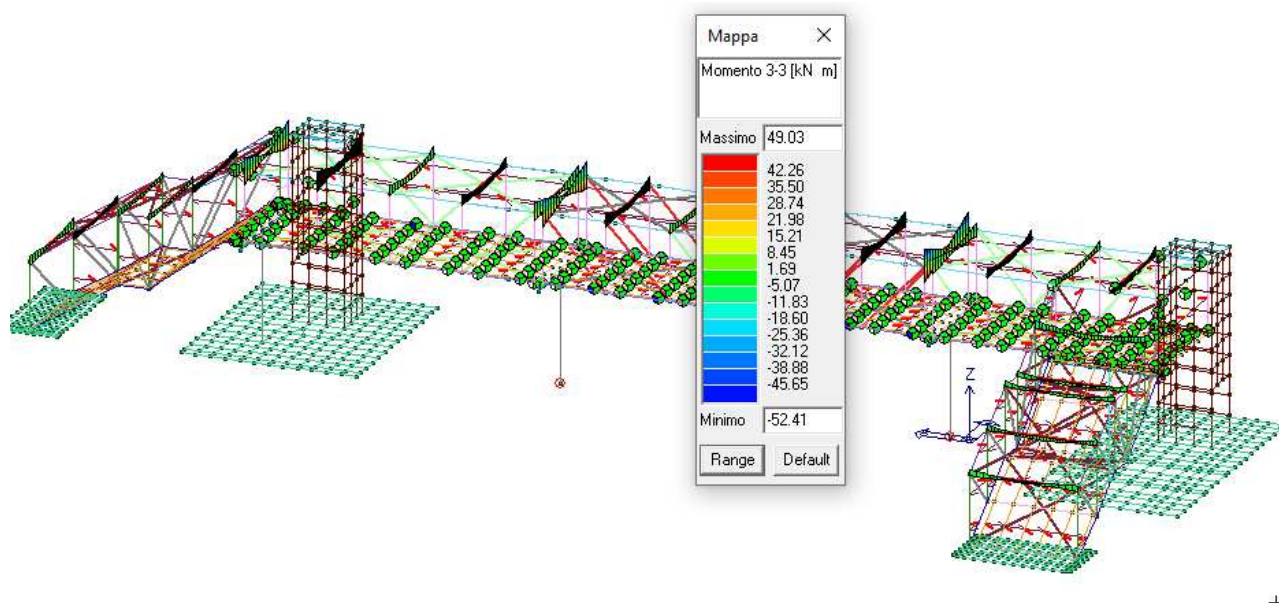 Mappa
Momento 3-3 [kN m]
Massimo 49.03
42.26
35.50
28.74
21.98
15.21
8.45
1.69
-5.07
-11.83
-18.60
-25.36
-32.12
-38.88
-45.65
Minimo -52.41
Range Default
Z